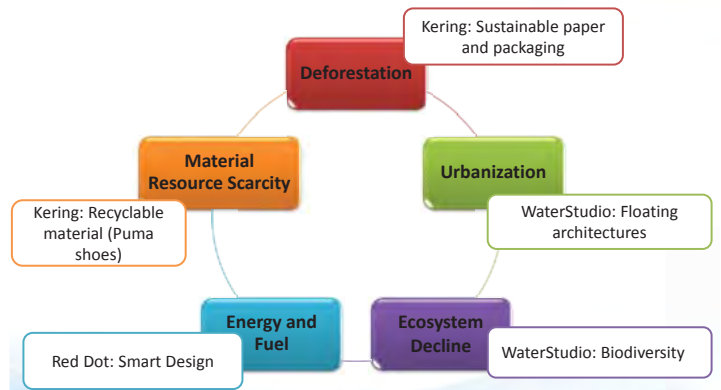 Kering: Sustainable paper
and packaging
Deforestation
Material
Resource Scarcity
Urbanization
Kering: Recyclable
material (Puma
shoes)
WaterStudio: Floating
architectures
Energy and
Fuel
Ecosystem
Decline
Red Dot: Smart Design
WaterStudio: Biodiversity